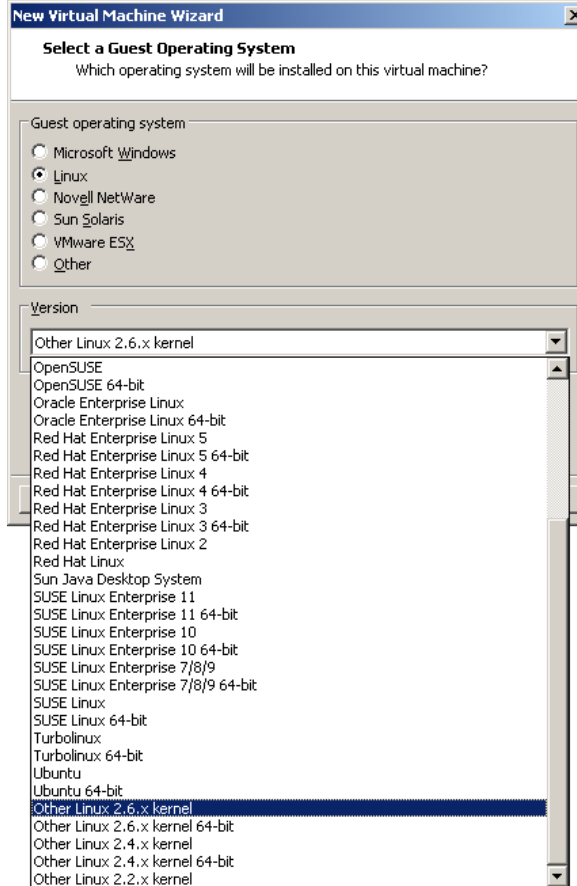 New Virtual Machine Wizard
Select a Guest Operating System
Which operating system will be installed on this virtual machine?
Guest operating system
Microsoft Windows
Linux
Novell NetWare
Sun Solaris
VMware ESX
Other
Version
Other Linux 2.6.x kernel
OpenSUSE
OpenSUSE 64-bit
Oracle Enterprise Linux
Oracle Enterprise Linux 64-bit
Red Hat Enterprise Linux 5
Red Hat Enterprise Linux 5 64-bit
Red Hat Enterprise Linux 4
Red Hat Enterprise Linux 4 64-bit
Red Hat Enterprise Linux 3
Red Hat Enterprise Linux 3 64-bit
Red Hat Enterprise Linux 2
Red Hat Linux
Sun Java Desktop System
SUSE Linux Enterprise 11
SUSE Linux Enterprise 11 64-bit
SUSE Linux Enterprise 10
SUSE Linux Enterprise 10 64-bit
SUSE Linux Enterprise 7/8/9
SUSE Linux Enterprise 7/8/9 64-bit
SUSE Linux
SUSE Linux 64-bit
Turbolinux
Turbolinux 64-bit
Ubuntu
Ubuntu 64-bit
Other Linux 2.6.x kernel
Other Linux 2.6.x kernel 64-bit
Other Linux 2.4.x kernel
Other Linux 2.4.x kernel 64-bit
Other Linux 2.2.x kernel